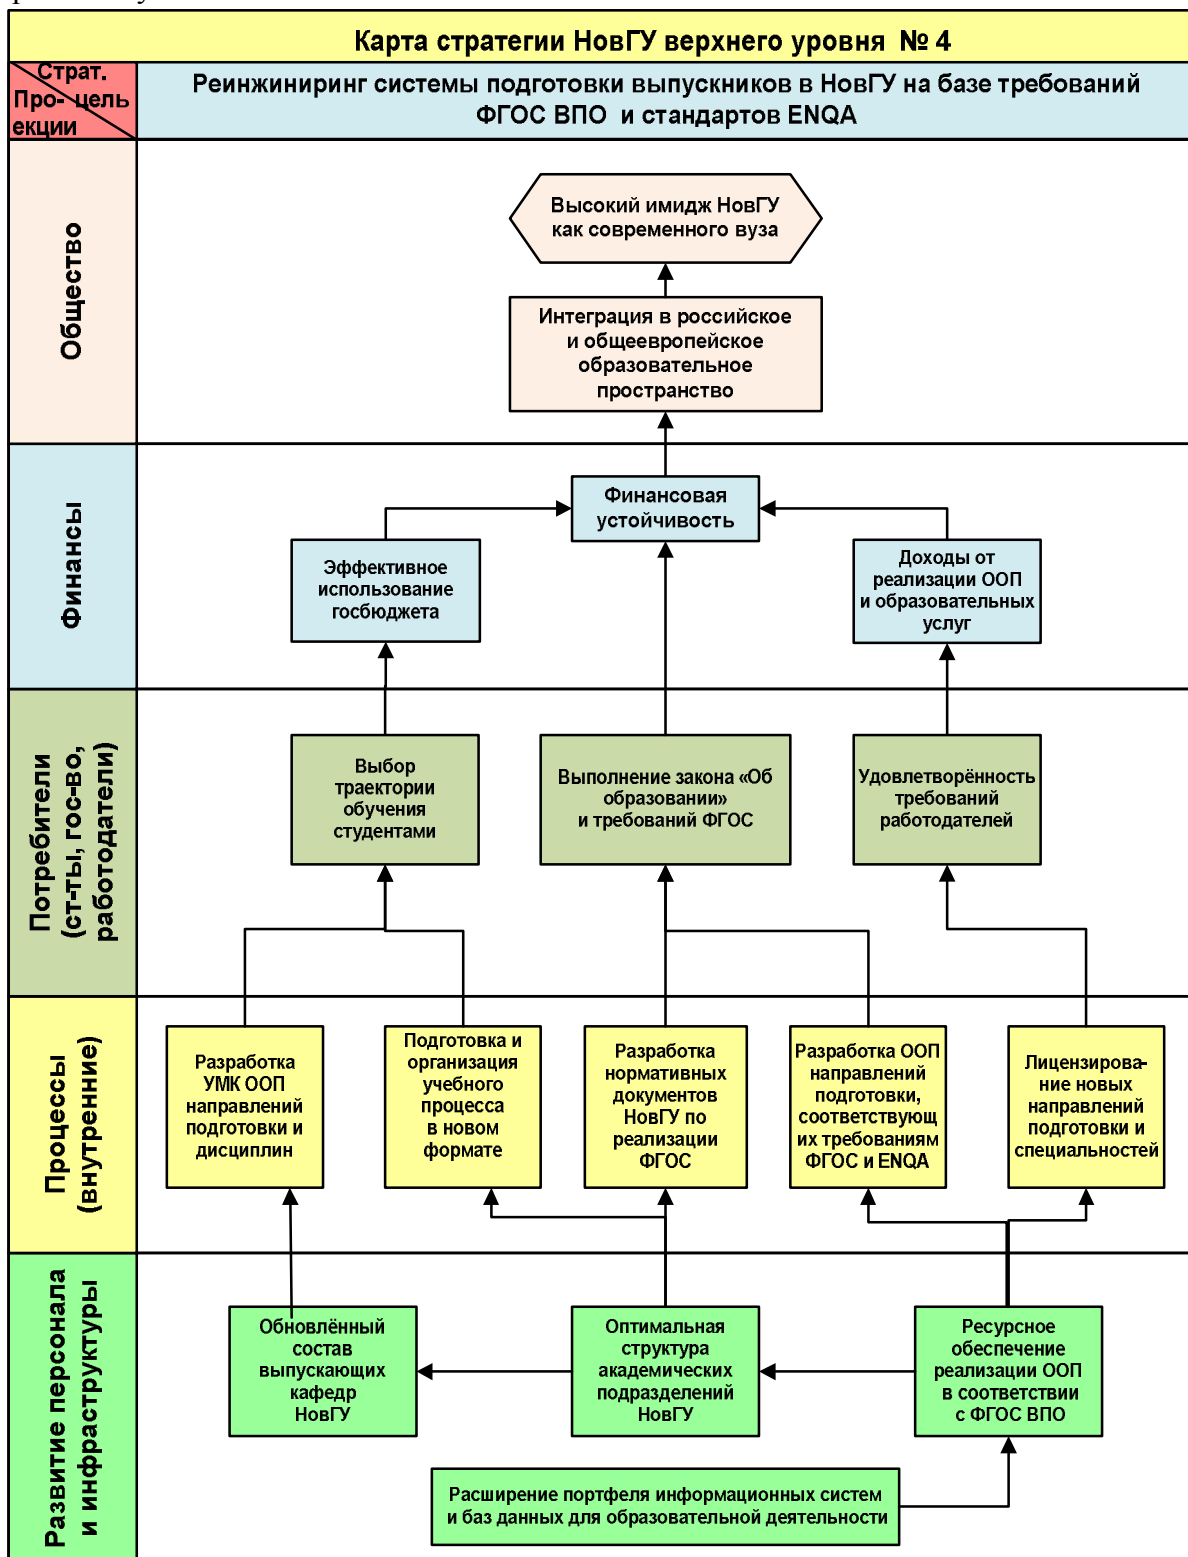 Карта стратегии НовГУ верхнего уровня № 4
Страт.
Про- цель
екции
Реинжиниринг системы подготовки выпускников в НовГУ на базе требований
ФГОС ВПО и стандартов ENQA
Общество
Высокий имидж НовГУ
как современного вуза
Интеграция в российское
и общеевропейское
образовательное
пространство
Финансы
Финансовая
устойчивость
Эффективное
использование
госбюджета
Доходы от
реализации ООП
и образовательных
услуг
Потребители
(ст-ты, гос-во,
работодатели)
Выбор
траектории
обучения
студентами
Выполнение закона «Об
образовании»
и требований ФГОС
Удовлетворённость
требований
работодателей
Процессы
(внутренние)
Разработка
УМК ООП
направлений
подготовки и
дисциплин
Подготовка и
организация
учебного
процесса
в новом
формате
Разработка
нормативных
документов
НовГУ по
реализации
ФГОС
Разработка ООП
направлений
подготовки,
соответствующ
их требованиям
ФГОС и ENQA
Лицензирова-
ние новых
направлений
подготовки и
специальностей
Развитие персонала
и инфраструктуры
Обновлённый
состав
выпускающих
кафедр
НовГУ
Оптимальная
структура
академических
подразделений
НовГУ
Ресурсное
обеспечение
реализации ООП
в соответствии
с ФГОС ВПО
Расширение портфеля информационных систем
и баз данных для образовательной деятельности